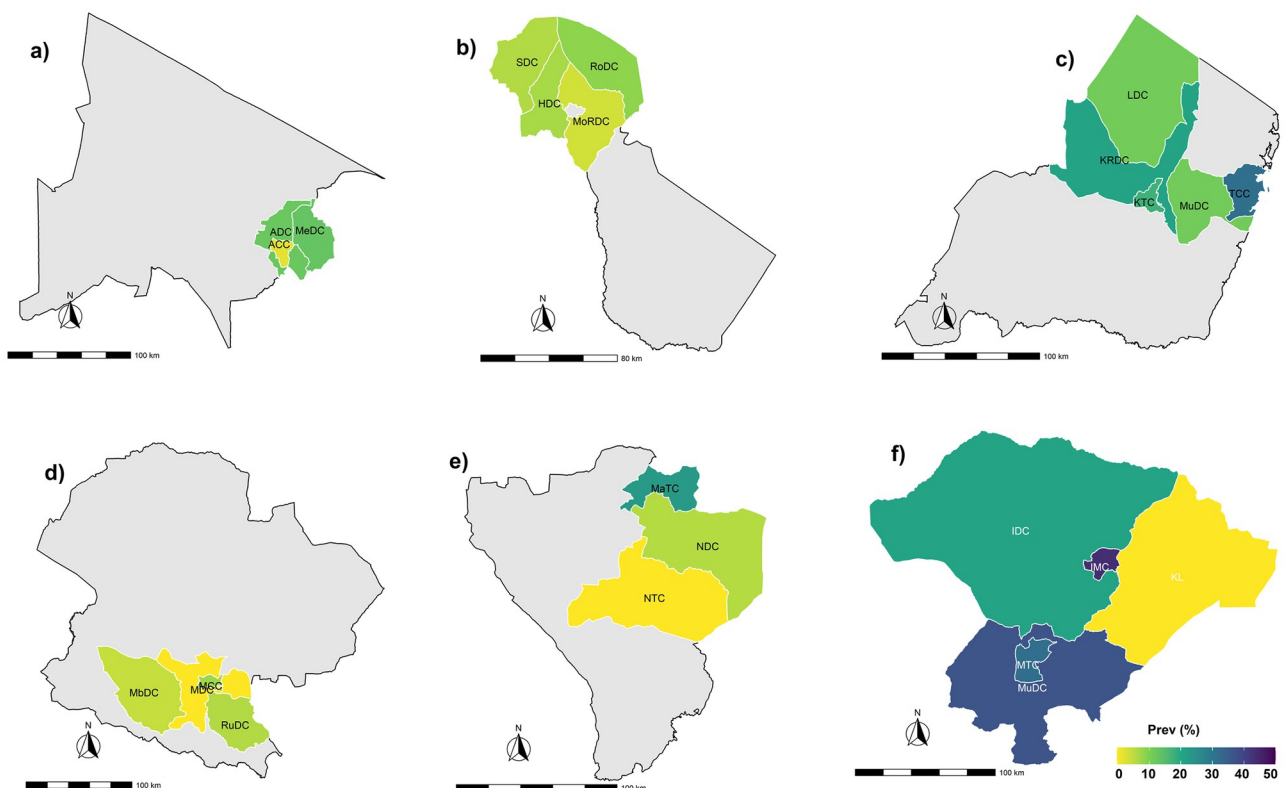 a)
ADC
MeDC
ACC
N
100 km
b)
SDC
RoDC
HDC
MoRDC
N
80 km
c)
LDC
KRDC
KTC
MuDC
TCC
N
100 km
d)
MbDC
MDC
MCC
RuDC
N
100 km
e)
MaTC
NDC
NTC
N
100 km
f)
IDC
IMC
KL
MTC
MuDC
N
100 km
Prev (%)
0 10 20 30 40 50